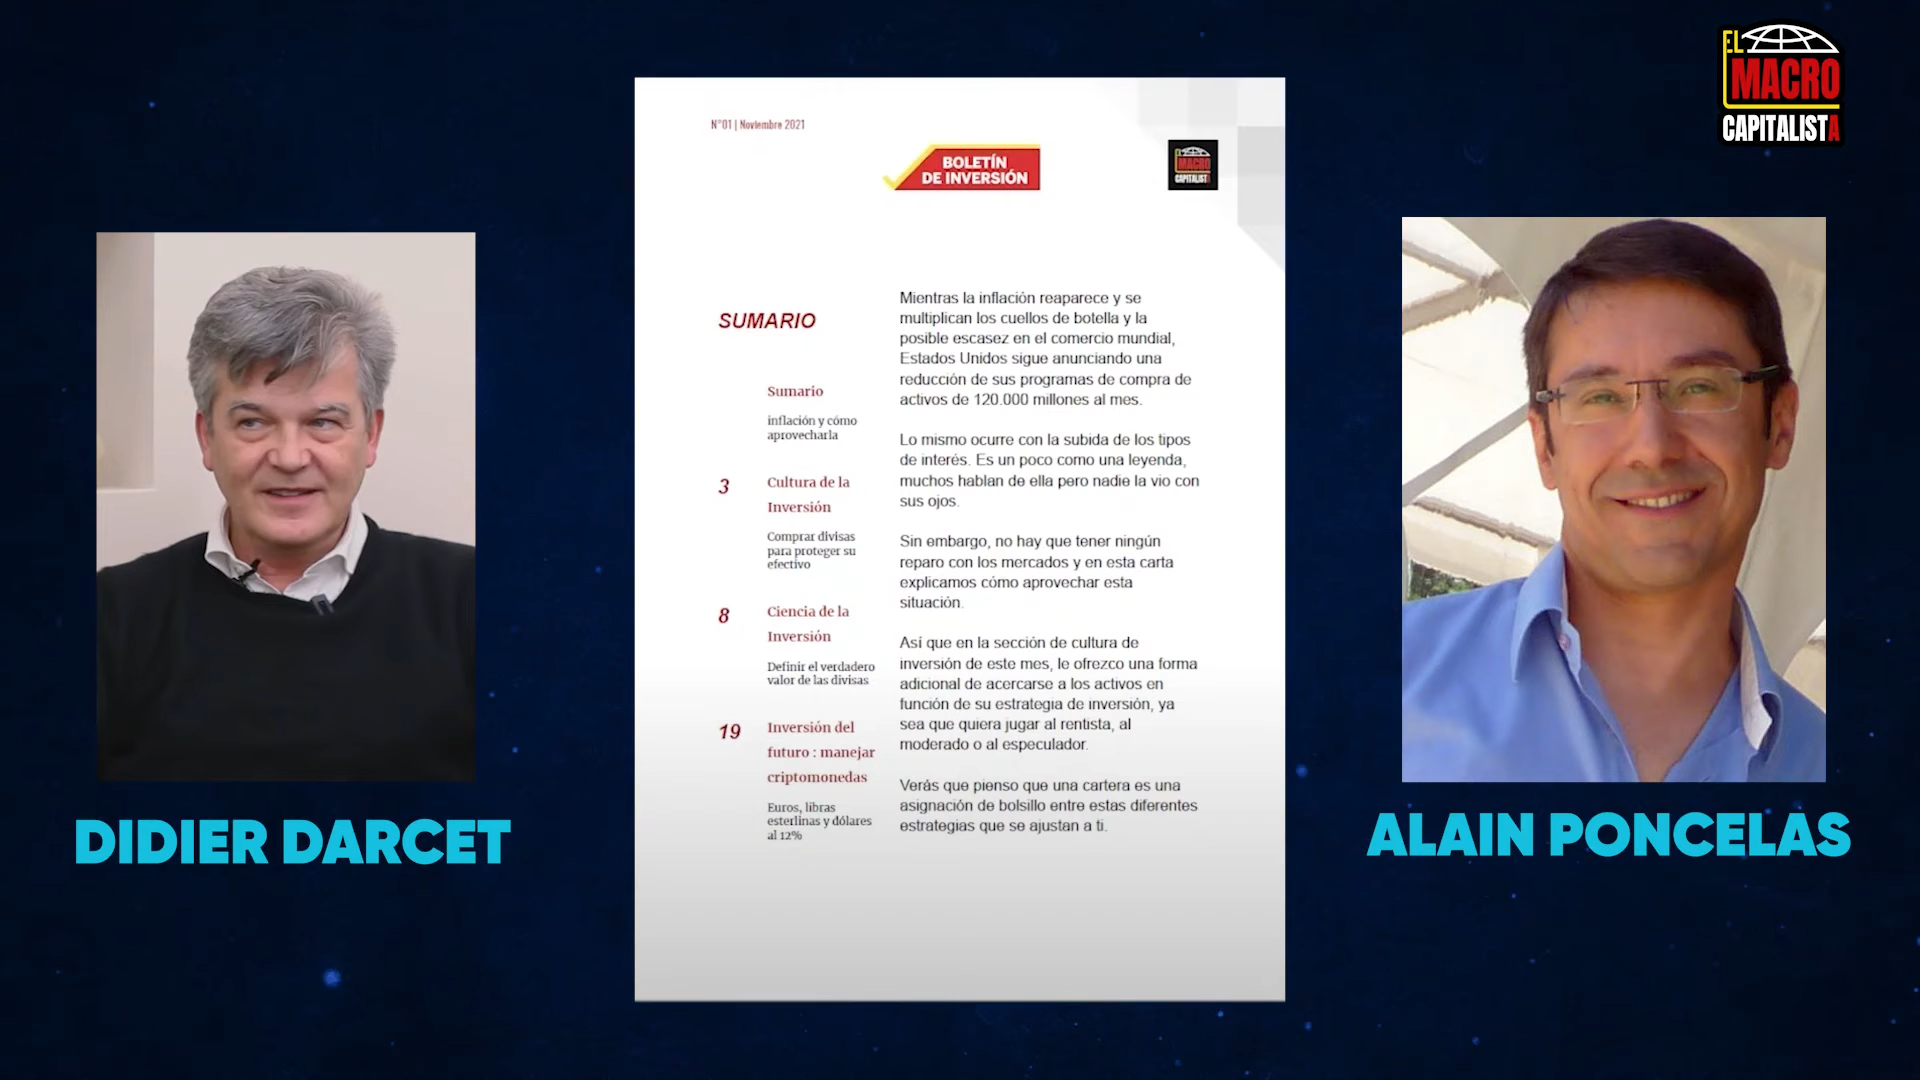 EL
MACRO
CAPITALISTA
N°01 | Noviembre 2021
BOLETÍN
DE INVERSIÓN
EL
MACRO
CAPITALISTA
SUMARIO
Sumario
inflación y cómo
aprovecharla
3
Cultura de la
Inversión
Comprar divisas
para proteger su
efectivo
8
Ciencia de la
Inversión
Definir el verdadero
valor de las divisas
19
Inversión del
futuro : manejar
criptomonedas
Euros, libras
esterlinas y dólares
al 12%
Mientras la inflación reaparece y se
multiplican los cuellos de botella y la
posible escasez en el comercio mundial,
Estados Unidos sigue anunciando una
reducción de sus programas de compra de
activos de 120.000 millones al mes.
Lo mismo ocurre con la subida de los tipos
de interés. Es un poco como una leyenda,
muchos hablan de ella pero nadie la vio con
sus ojos.
Sin embargo, no hay que tener ningún
reparo con los mercados y en esta carta
explicamos cómo aprovechar esta
situación.
Así que en la sección de cultura de
inversión de este mes, le ofrezco una forma
adicional de acercarse a los activos en
función de su estrategia de inversión, ya
sea que quiera jugar al rentista, al
moderado o al especulador.
Verás que pienso que una cartera es una
asignación de bolsillo entre estas diferentes
estrategias que se ajustan a ti.
DIDIER DARCET
ALAIN PONCELAS